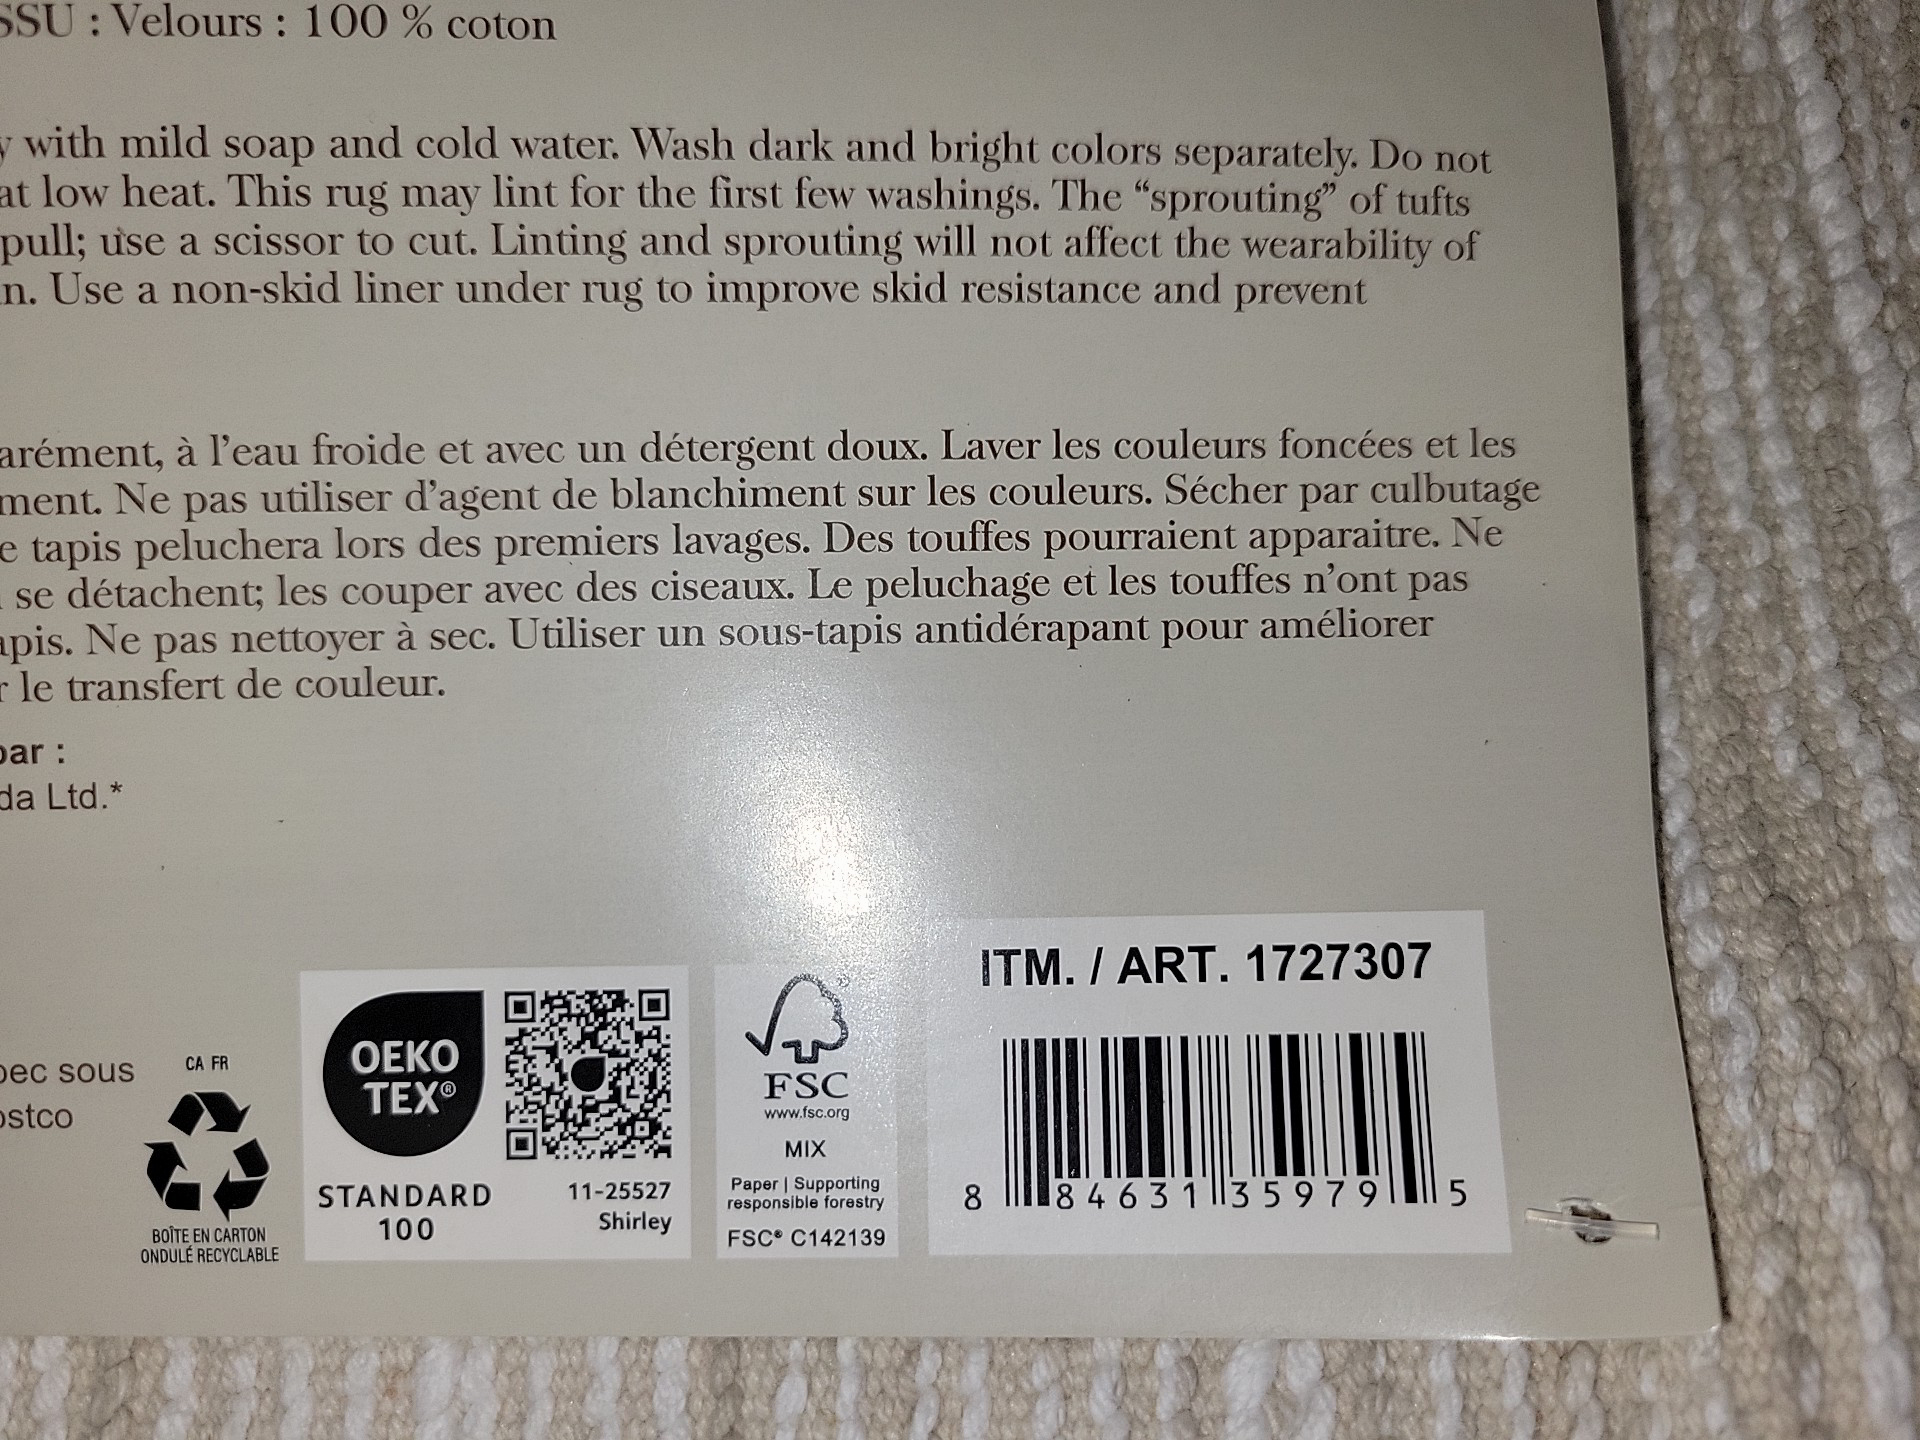 : Velours : 100 % coton
with mild soap and cold water. Wash dark and bright colors separately. Do not
at low heat. This rug may lint for the first few washings. The “sprouting” of tufts
pull; use a scissor to cut. Linting and sprouting will not affect the wearability of
Use a non-skid liner under rug to improve skid resistance and prevent
à l’eau froide et avec un détergent doux. Laver les couleurs foncées et les
Ne pas utiliser d’agent de blanchiment sur les couleurs. Sécher par culbutage
tapis peluchera lors des premiers lavages. Des touffes pourraient apparaitre. Ne
se détachent; les couper avec des ciseaux. Le peluchage et les touffes n’ont pas
Ne pas nettoyer à sec. Utiliser un sous-tapis antidérapant pour améliorer
le transfert de couleur.
par :
Ltd.*
sous
CA FR
BOÎTE EN CARTON
ONDULÉ RECYCLABLE
OEKO
TEX®
STANDARD
100
11-25527
Shirley
FSC
www.fsc.org
MIX
Paper | Supporting
responsible forestry
FSC® C142139
ITM. / ART. 1727307
8 84631 35979 5